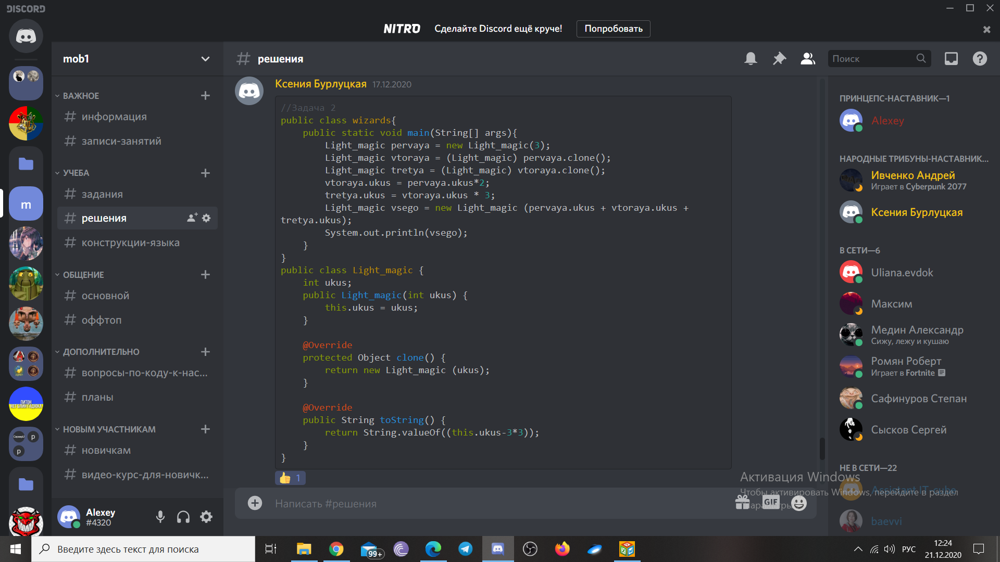 DISCORD
NITRO Сделайте Discord ещё круче! Попробовать
mob1
ВАЖНОЕ
информация
записи-занятий
УЧЕБА
задания
решения
конструкции-языка
ОБЩЕНИЕ
основной
оффтоп
ДОПОЛНИТЕЛЬНО
вопросы-по-коду-к-нас...
планы
НОВЫМ УЧАСТНИКАМ
новичкам
видео-курс-для-новичк...
Alexey
#4320
m
ПИТОН
НЕТ БЛИН ГАДЮКА
p
p
# решения
Поиск
Ксения Бурлуцкая 17.12.2020
//Задача 2
public class wizards{
    public static void main(String[] args){
        Light_magic pervaya = new Light_magic(3);
        Light_magic vtoraya = (Light_magic) pervaya.clone();
        Light_magic tretya = (Light_magic) vtoraya.clone();
        vtoraya.ukus = pervaya.ukus*2;
        tretya.ukus = vtoraya.ukus * 3;
        Light_magic vsego = new Light_magic (pervaya.ukus + vtoraya.ukus +
tretya.ukus);
        System.out.println(vsego);
    }
}
public class Light_magic {
    int ukus;
    public Light_magic(int ukus) {
        this.ukus = ukus;
    }
    @Override
    protected Object clone() {
        return new Light_magic (ukus);
    }
    @Override
    public String toString() {
        return String.valueOf((this.ukus-3*3));
    }
}
1
Написать #решения
GIF
ПРИНЦЕПС-НАСТАВНИК—1
Alexey
НАРОДНЫЕ ТРИБУНЫ-НАСТАВНИК...
Ивченко Андрей
Играет в Cyberpunk 2077
Ксения Бурлуцкая
В СЕТИ—6
Uliana.evdok
Максим
Медин Александр
Сижу, лежу и кушаю
Ромян Роберт
Играет в Fortnite
Сафинуров Степан
Сысков Сергей
НЕ В СЕТИ—22
Assistant IT-cube
baevvi
Активация Windows
Чтобы активировать Windows, перейдите в раздел
"Параметры".
Введите здесь текст для поиска
99+
РУС
12:24
21.12.2020